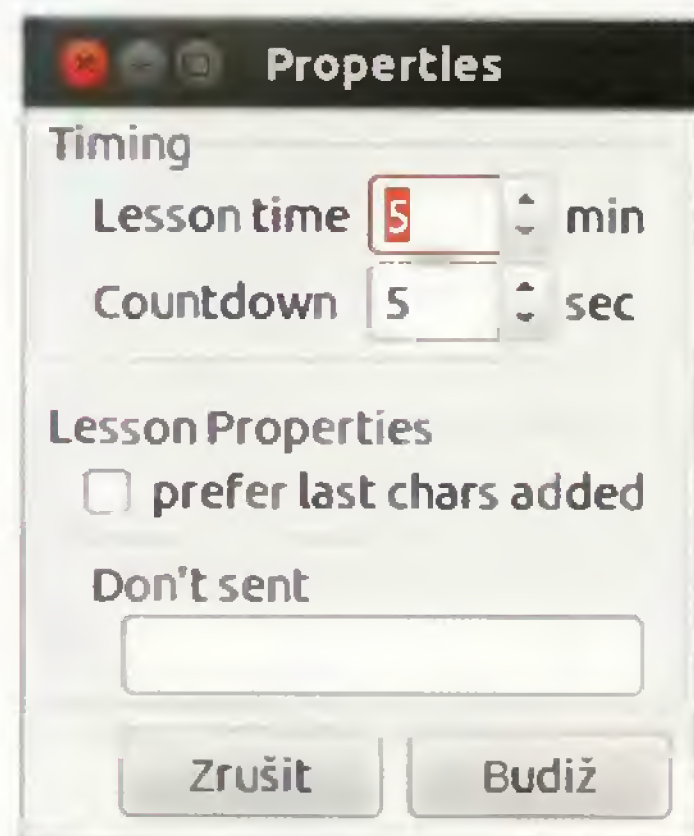 Properties
Timing
Lesson time 5 min
Countdown 5 sec
Lesson Properties
prefer last chars added
Don't sent
Zrušit Budiž